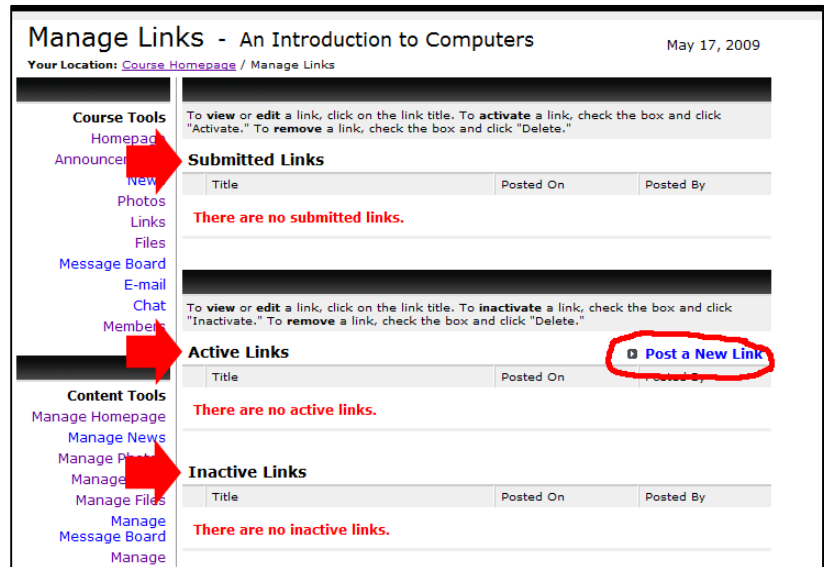 Manage Links - An Introduction to Computers
May 17, 2009
Your Location: Course Homepage / Manage Links
Course Tools
Homepage
News
Photos
Links
Files
Message Board
E-mail
Chat
Members
Content Tools
Manage Homepage
Manage News
Manage
Manage
Manage Files
Manage
Message Board
Manage
To view or edit a link, click on the link title. To activate a link, check the box and click
"Activate." To remove a link, check the box and click "Delete."
Submitted Links
Title Posted On Posted By
There are no submitted links.
To view or edit a link, click on the link title. To inactivate a link, check the box and click
"Inactivate." To remove a link, check the box and click "Delete."
Active Links
Post a New Link
Title Posted On Posted By
There are no active links.
Inactive Links
Title Posted On Posted By
There are no inactive links.